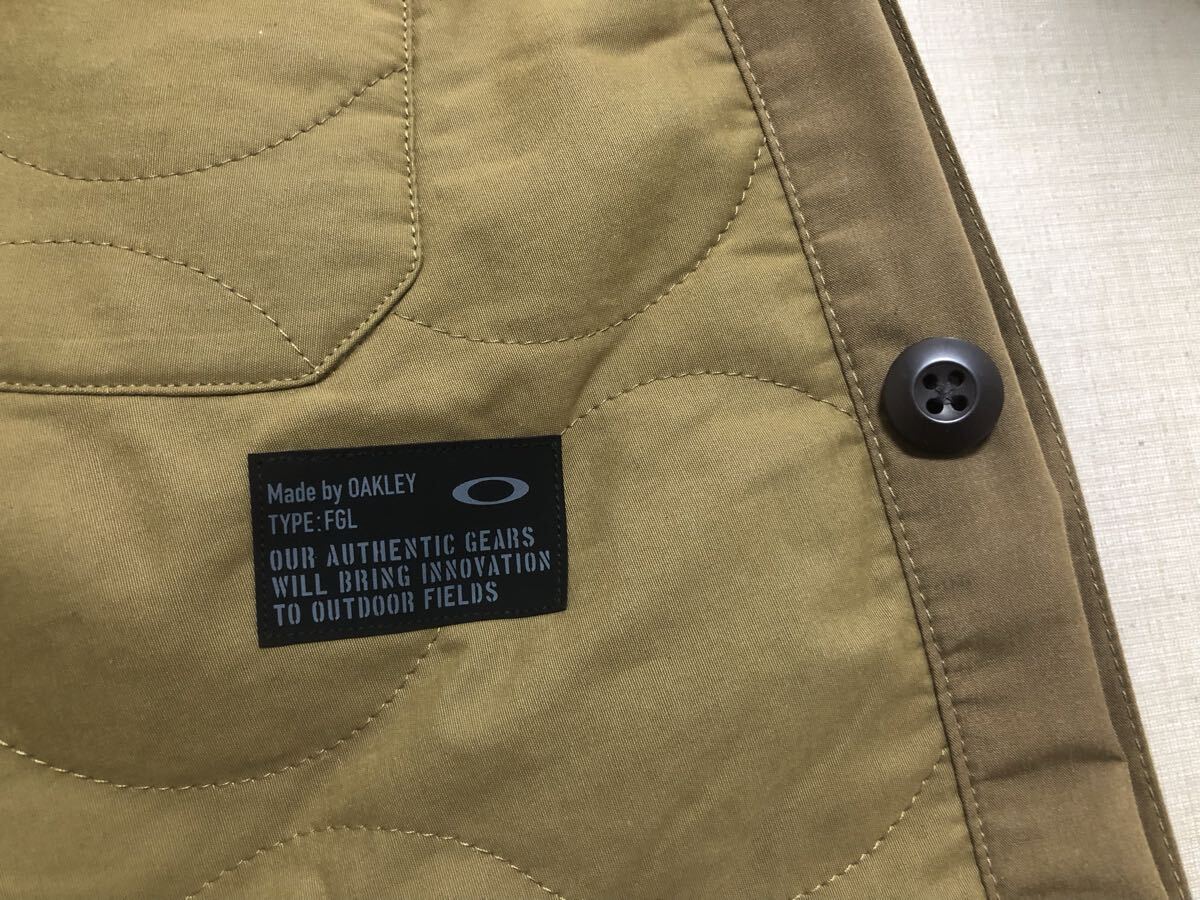 Made by OAKLEY
TYPE:FGL
OUR AUTHENTIC GEARS
WILL BRING INNOVATION
TO OUTDOOR FIELDS